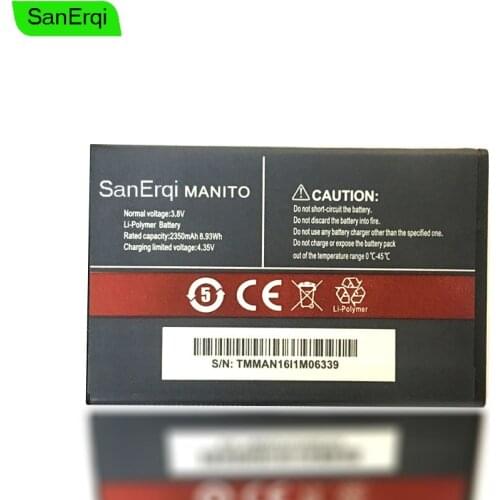 SanErqi
SanErqi MANITO
Normal voltage:3.8V
Li-Polymer Battery
Rated capacity:2350mAh 8.93Wh
Charging limited voltage:4.35V
CAUTION:
Do not short-circuit the battery.
Do not discard the battery into fire.
Do not use any battery charger other than the specified one.
Do not charge or expose the battery pack
out of the temperature range 0℃-45℃
5
CE
Li-Polymer
S/N: TMMAN16I1M06339